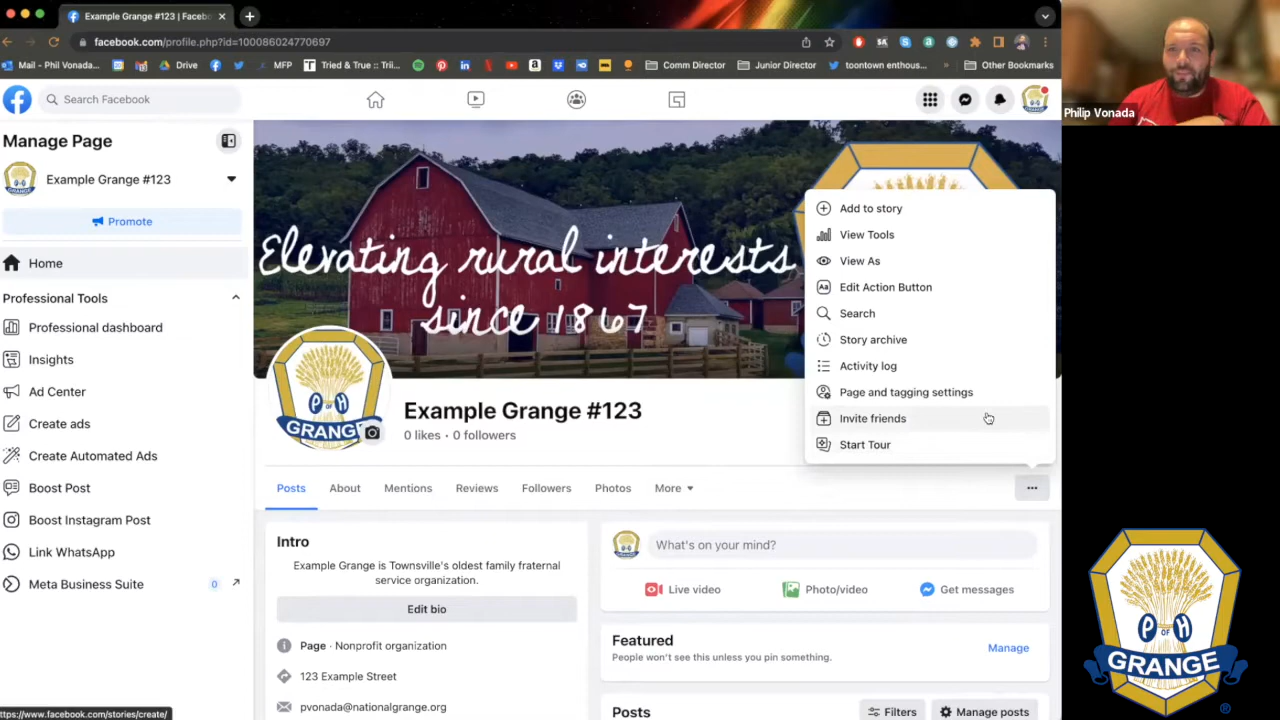 Example Grange #123 | Faceb
facebook.com/profile.php?id=100086024770697
Mail - Phil Vonada...
Drive
MFP
Tried & True :: Trii...
Comm Director
Junior Director
toontown enthous...
»
Other Bookmarks
Philip Vonada
Search Facebook
Manage Page
Example Grange #123
Promote
Home
Professional Tools
Professional dashboard
Insights
Ad Center
Create ads
Create Automated Ads
Boost Post
Boost Instagram Post
Link WhatsApp
Meta Business Suite
0
https://www.facebook.com/stories/create/
Elevating rural interests
since 1867
P OF H
GRANGE
Example Grange #123
0 likes · 0 followers
Add to story
View Tools
View As
Edit Action Button
Search
Story archive
Activity log
Page and tagging settings
Invite friends
Start Tour
Posts About Mentions Reviews Followers Photos More
Intro
Example Grange is Townsville's oldest family fraternal
service organization.
Edit bio
Page · Nonprofit organization
123 Example Street
pvonada@nationalgrange.org
What's on your mind?
Live video Photo/video Get messages
Featured
People won't see this unless you pin something.
Manage
Posts
Filters Manage posts
P OF H
GRANGE
®